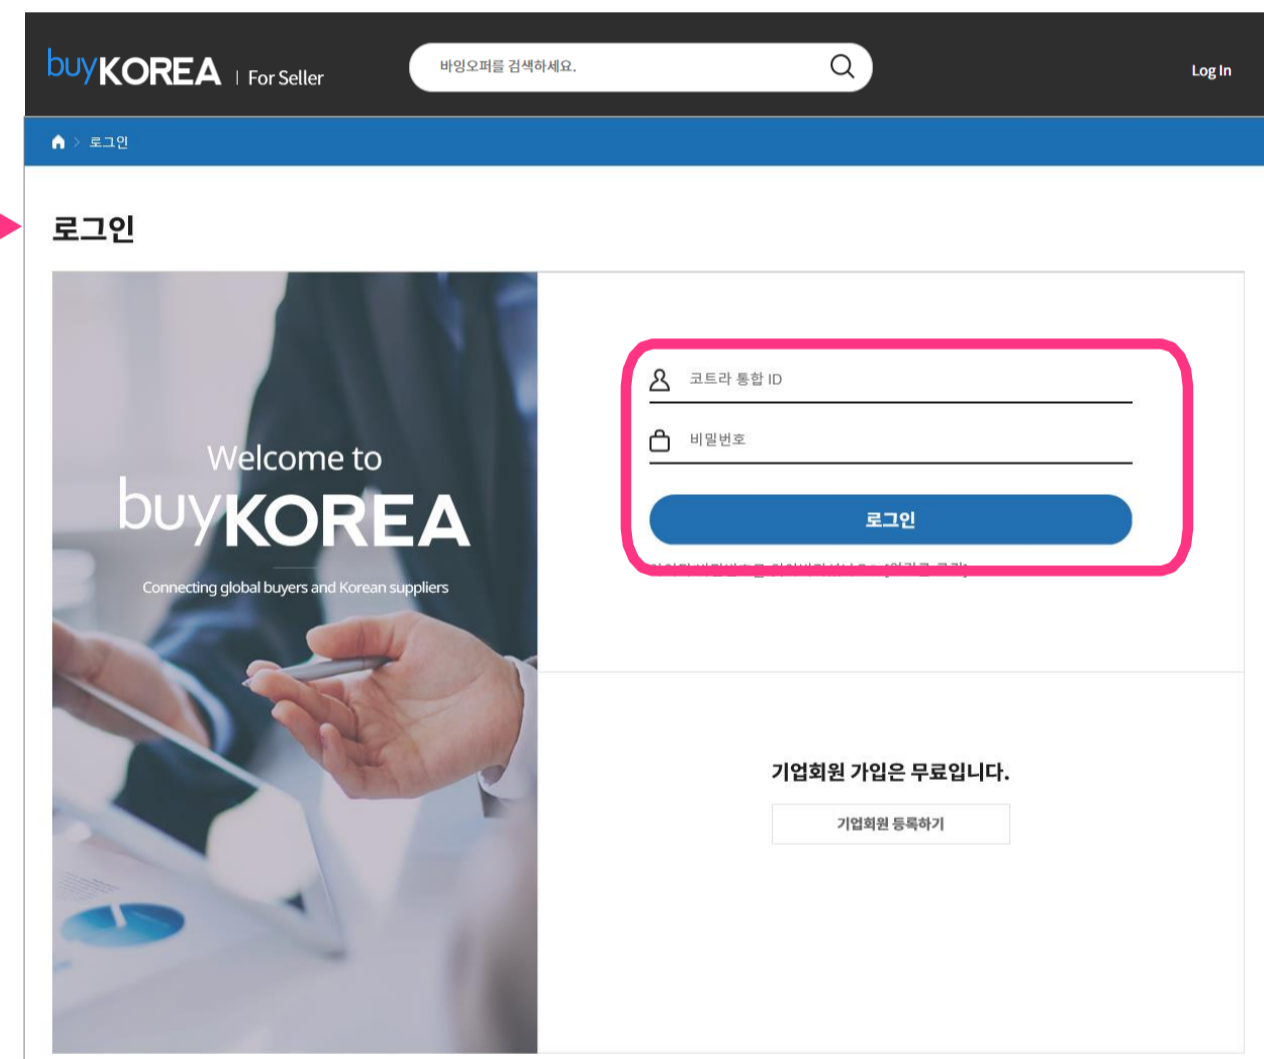 buyKOREA | For Seller
바잉오퍼를 검색하세요.
Log In
> 로그인
로그인
Welcome to
buyKOREA
Connecting global buyers and Korean suppliers
코트라 통합 ID
비밀번호
로그인
기업회원 가입은 무료입니다.
기업회원 등록하기